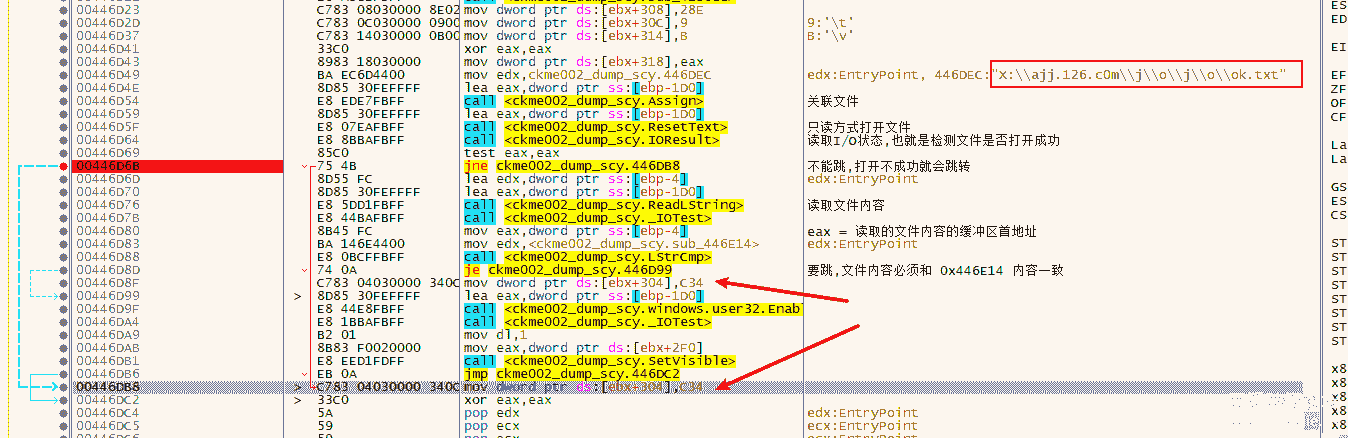 00446D23 C783 08030000 8E02 mov dword ptr ds:[ebx+308],28E
00446D2D C783 0C030000 0900 mov dword ptr ds:[ebx+30C],9 9:'\t'
00446D37 C783 14030000 0B00 mov dword ptr ds:[ebx+314],B B:'\v'
00446D41 33C0 xor eax,eax
00446D43 8983 18030000 mov dword ptr ds:[ebx+318],eax
00446D49 BA EC6D4400 mov edx,ckme002_dump_scy.446DEC edx:EntryPoint, 446DEC:"X:\\ajj.126.c0m\\j\\o\\j\\o\\ok.txt"
00446D4E 8D85 30FEFFFF lea eax,dword ptr ss:[ebp-1D0]
00446D54 E8 EDE7FBFF call <ckme002_dump_scy.Assign> 关联文件
00446D59 8D85 30FEFFFF lea eax,dword ptr ss:[ebp-1D0]
00446D5F E8 07EAFBFF call <ckme002_dump_scy.ResetText> 只读方式打开文件
00446D64 E8 8BBAFBFF call <ckme002_dump_scy.IOResult> 读取I/O状态,也就是检测文件是否打开成功
00446D69 85C0 test eax,eax
00446D6B 75 4B jne ckme002_dump_scy.446DB8 不能跳,打开不成功就会跳转
00446D6D 8D55 FC lea edx,dword ptr ss:[ebp-4] edx:EntryPoint
00446D70 8D85 30FEFFFF lea eax,dword ptr ss:[ebp-1D0]
00446D76 E8 5DD1FBFF call <ckme002_dump_scy.ReadLString> 读取文件内容
00446D7B E8 44BAFBFF call <ckme002_dump_scy._IOTest>
00446D80 8B45 FC mov eax,dword ptr ss:[ebp-4] eax = 读取的文件内容的缓冲区首地址
00446D83 BA 146E4400 mov edx,<ckme002_dump_scy.sub_446E14> edx:EntryPoint
00446D88 E8 0BCFFBFF call <ckme002_dump_scy.LStrCmp>
00446D8D 74 0A je ckme002_dump_scy.446D99 要跳,文件内容必须和 0x446E14 内容一致
00446D8F C783 04030000 340C mov dword ptr ds:[ebx+304],C34
00446D99 > 8D85 30FEFFFF lea eax,dword ptr ss:[ebp-1D0]
00446D9F E8 44E8FBFF call <ckme002_dump_scy.windows.user32.Enabl
00446DA4 E8 1BBAFBFF call <ckme002_dump_scy._IOTest>
00446DA9 B2 01 mov dl,1
00446DAB 8B83 F0020000 mov eax,dword ptr ds:[ebx+2F0]
00446DB1 E8 EED1FDFF call <ckme002_dump_scy.SetVisible>
00446DB6 EB 0A jmp ckme002_dump_scy.446DC2
00446DB8 > C783 04030000 340C mov dword ptr ds:[ebx+304],C34
00446DC2 > 33C0 xor eax,eax
00446DC4 5A pop edx edx:EntryPoint
00446DC5 59 pop ecx ecx:EntryPoint